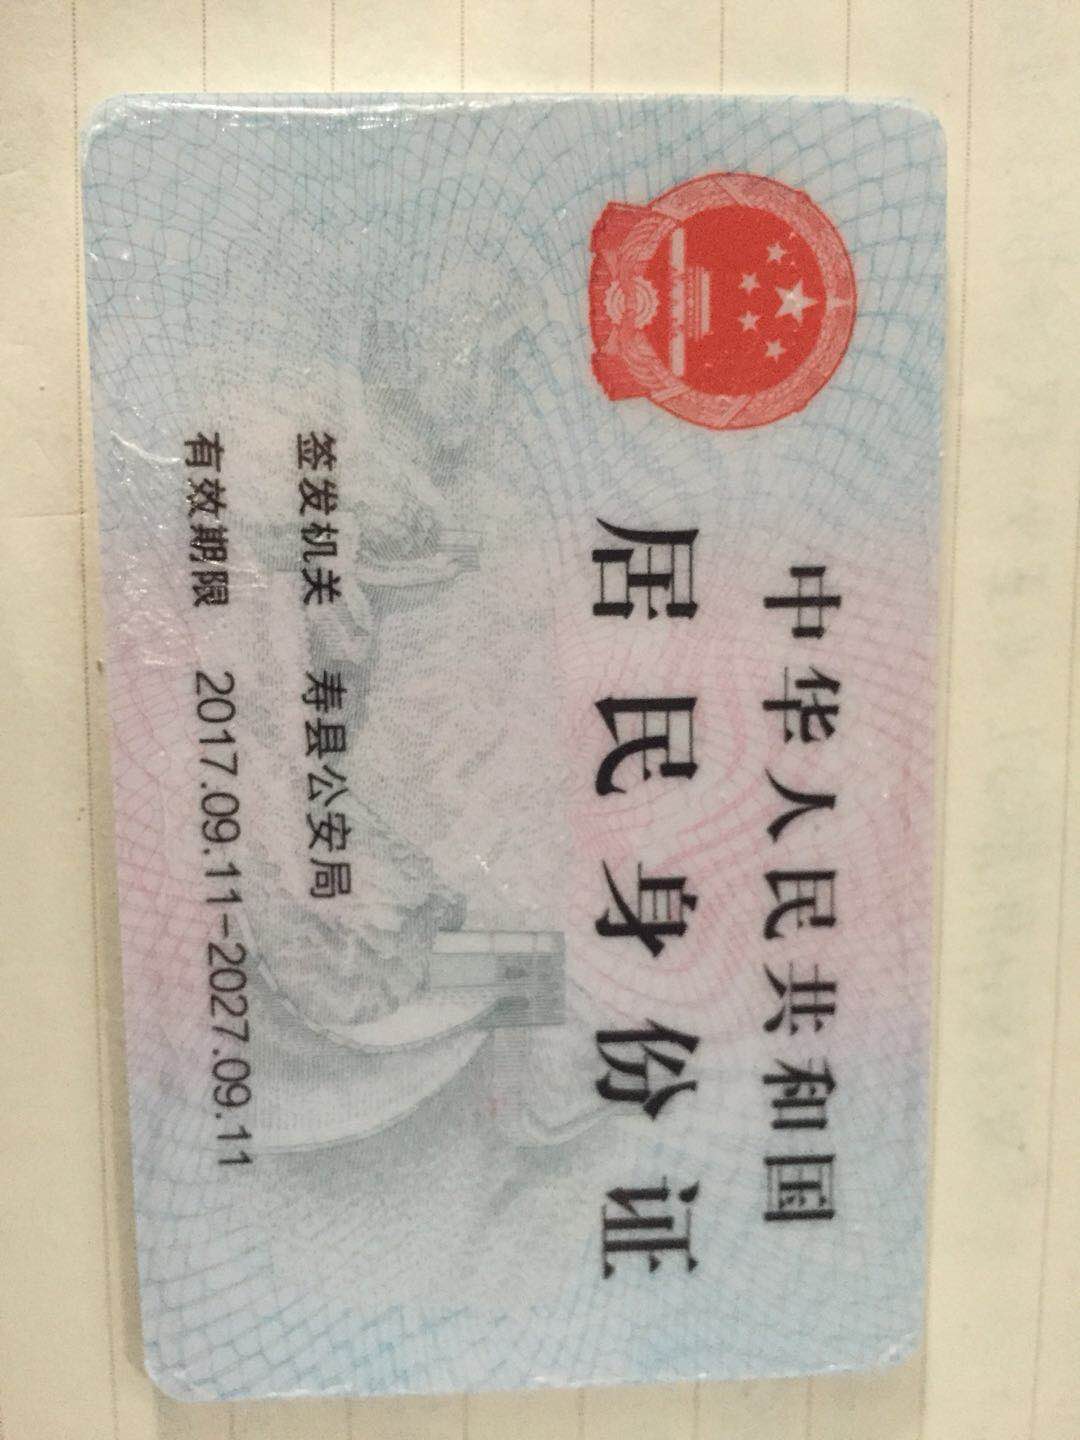 中华人民共和国
居民身份证
签发机关 寿县公安局
有效期限 2017.09.11-2027.09.11